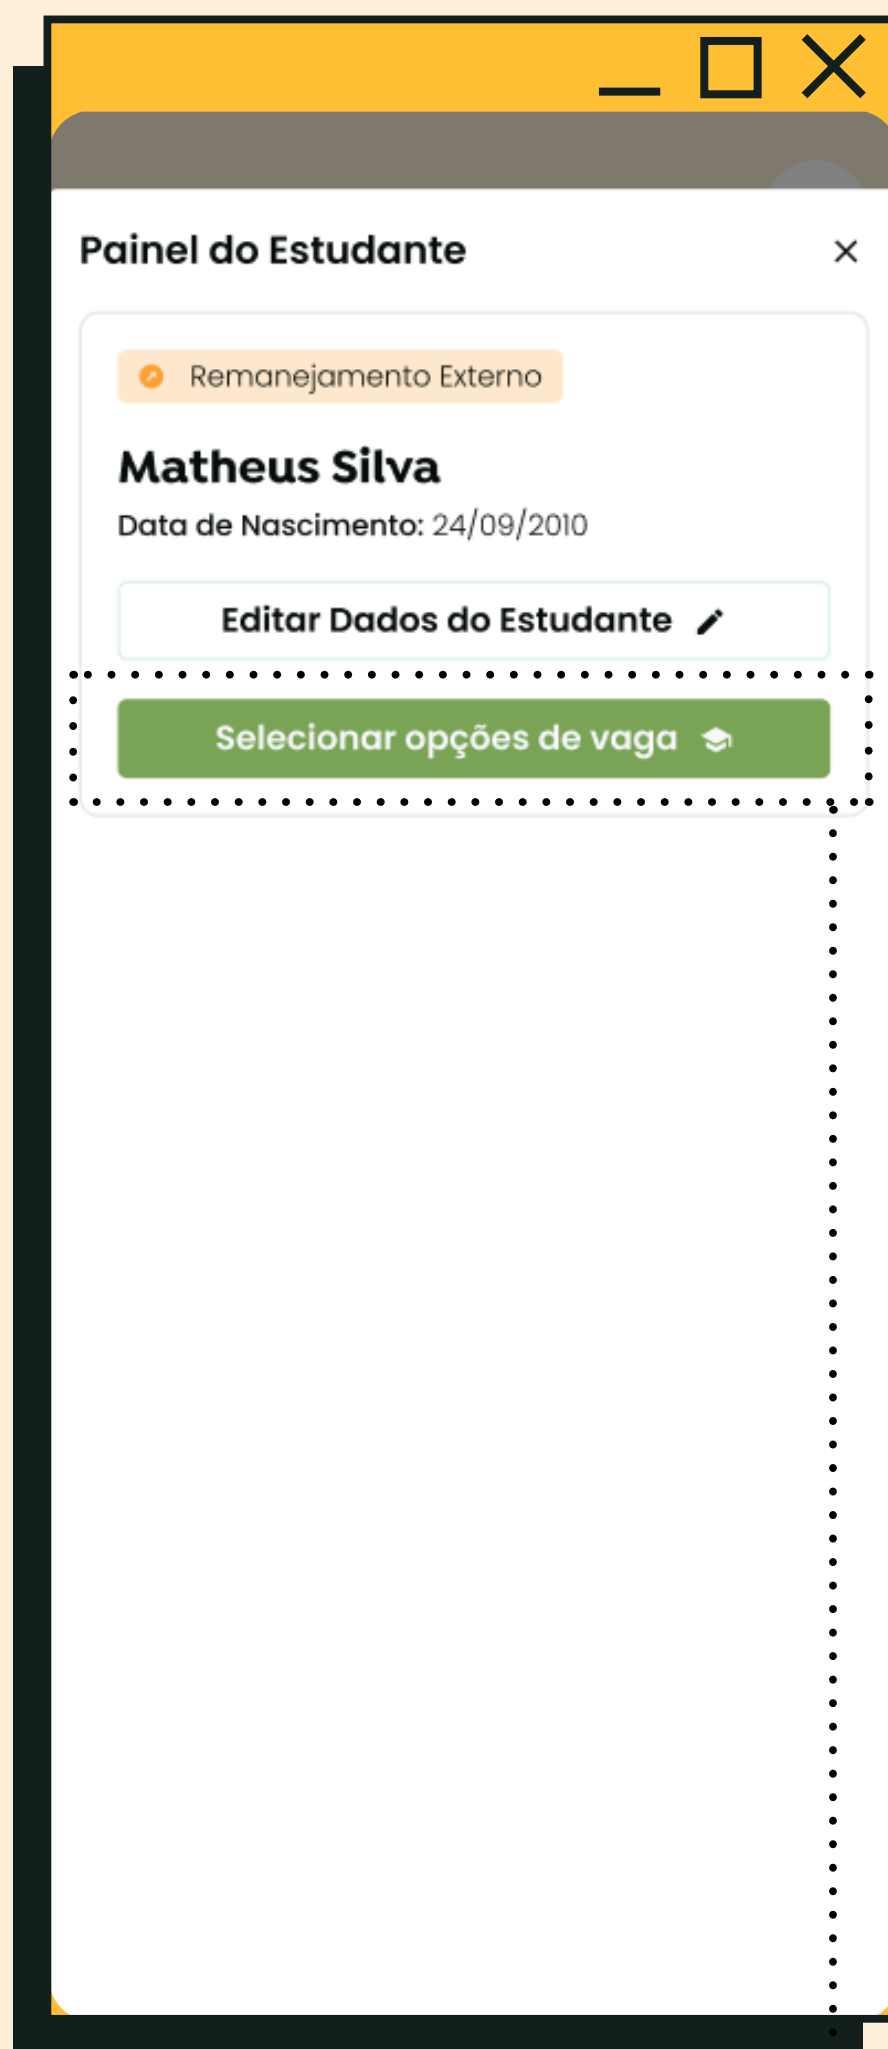 Painel do Estudante
Remanejamento Externo
Matheus Silva
Data de Nascimento: 24/09/2010
Editar Dados do Estudante
Selecionar opções de vaga